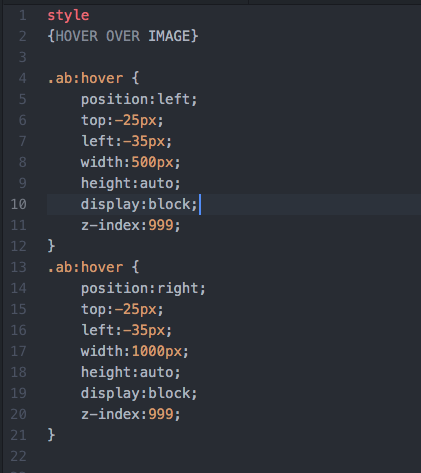 1 style
2 {HOVER OVER IMAGE}
3
4 .ab:hover {
5     position:left;
6     top:-25px;
7     left:-35px;
8     width:500px;
9     height:auto;
10     display:block;
11     z-index:999;
12 }
13 .ab:hover {
14     position:right;
15     top:-25px;
16     left:-35px;
17     width:1000px;
18     height:auto;
19     display:block;
20     z-index:999;
21 }
22